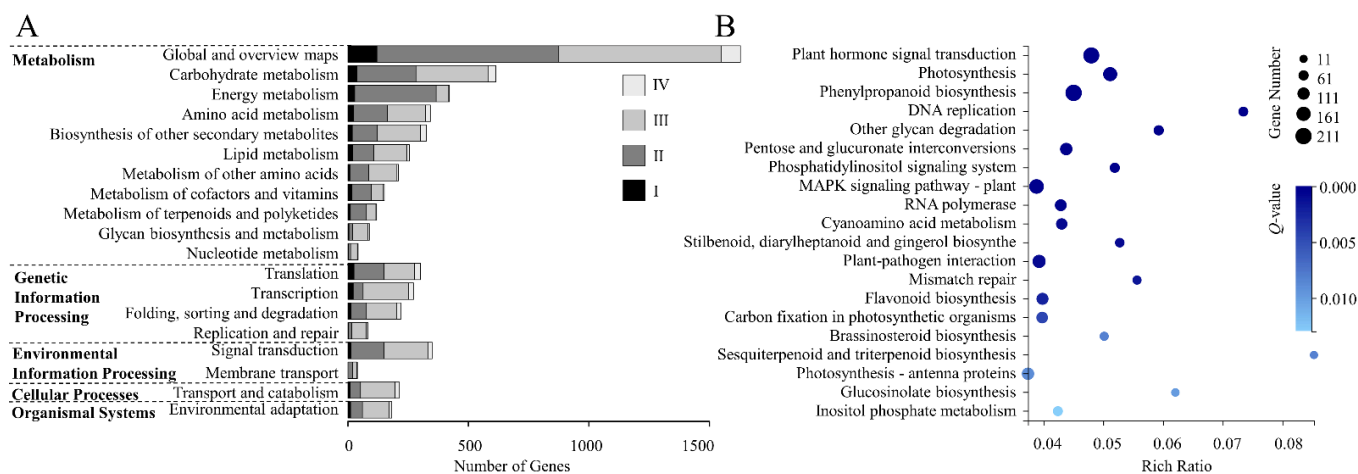 A
Metabolism
Global and overview maps
Carbohydrate metabolism
Energy metabolism
Amino acid metabolism
Biosynthesis of other secondary metabolites
Lipid metabolism
Metabolism of other amino acids
Metabolism of cofactors and vitamins
Metabolism of terpenoids and polyketides
Glycan biosynthesis and metabolism
Nucleotide metabolism
Genetic
Information
Processing
Translation
Transcription
Folding, sorting and degradation
Replication and repair
Environmental
Information Processing
Signal transduction
Membrane transport
Cellular Processes
Transport and catabolism
Organismal Systems
Environmental adaptation
IV
III
II
I
0
500
1000
1500
Number of Genes
B
Plant hormone signal transduction
Photosynthesis
Phenylpropanoid biosynthesis
DNA replication
Other glycan degradation
Pentose and glucuronate interconversions
Phosphatidylinositol signaling system
MAPK signaling pathway - plant
RNA polymerase
Cyanoamino acid metabolism
Stilbenoid, diarylheptanoid and gingerol biosynthe
Plant-pathogen interaction
Mismatch repair
Flavonoid biosynthesis
Carbon fixation in photosynthetic organisms
Brassinosteroid biosynthesis
Sesquiterpenoid and triterpenoid biosynthesis
Photosynthesis - antenna proteins
Glucosinolate biosynthesis
Inositol phosphate metabolism
0.04
0.05
0.06
0.07
0.08
Rich Ratio
Gene Number
11
61
111
161
211
Q-value
0.000
0.005
0.010